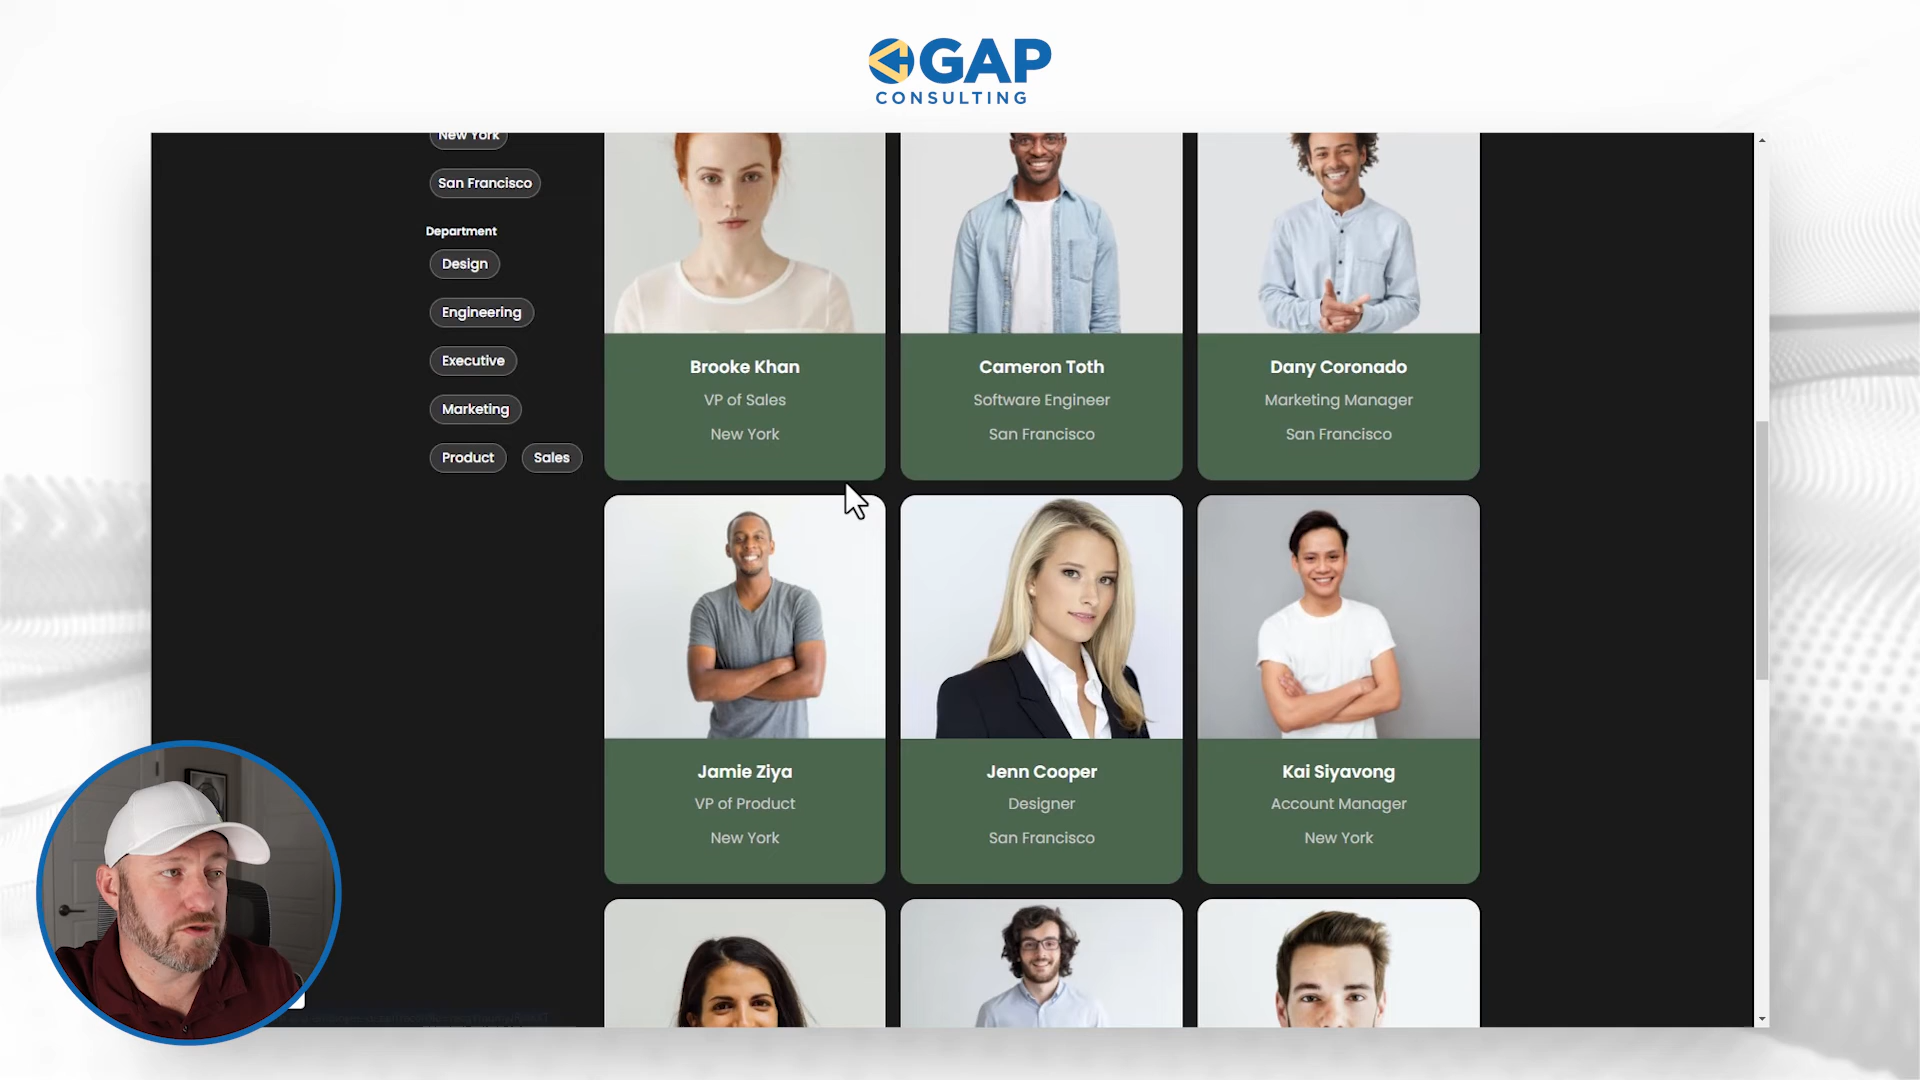 GAP
CONSULTING
New York
San Francisco
Department
Design
Engineering
Executive
Marketing
Product
Sales
Brooke Khan
VP of Sales
New York
Cameron Toth
Software Engineer
San Francisco
Dany Coronado
Marketing Manager
San Francisco
Jamie Ziya
VP of Product
New York
Jenn Cooper
Designer
San Francisco
Kai Siyavong
Account Manager
New York